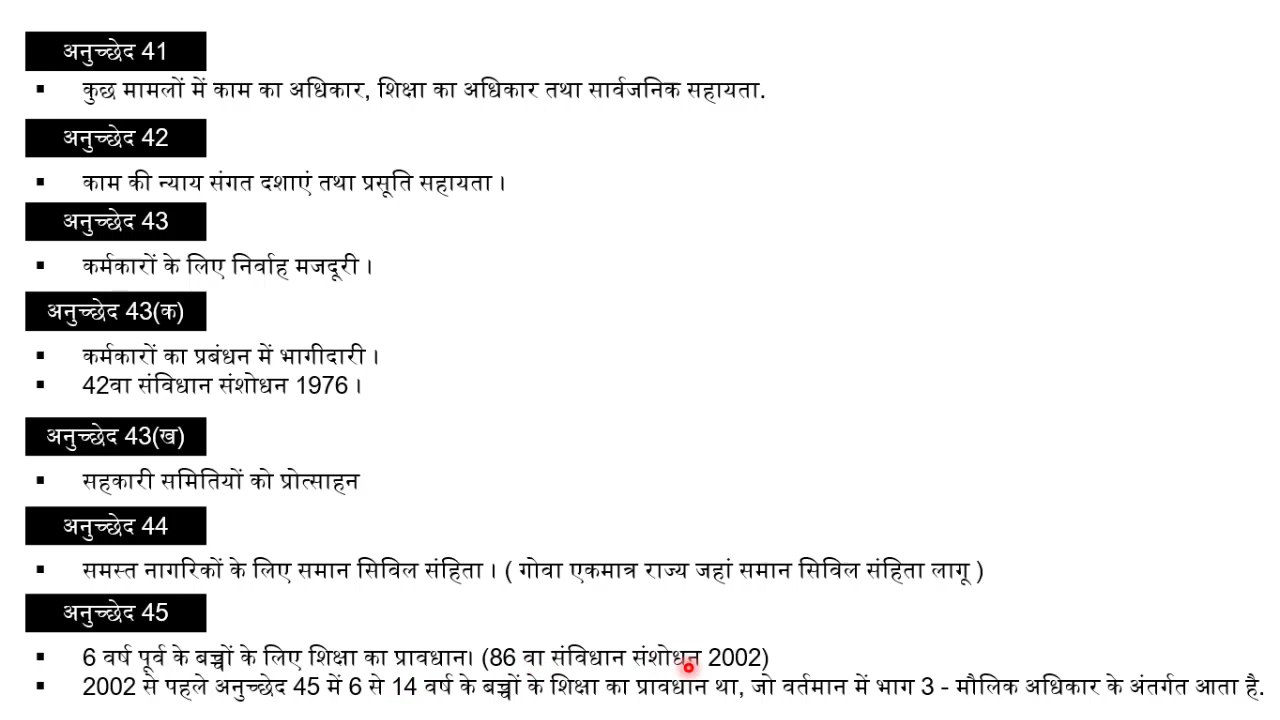 अनुच्छेद 41
▪ कुछ मामलों में काम का अधिकार, शिक्षा का अधिकार तथा सार्वजनिक सहायता.
अनुच्छेद 42
▪ काम की न्याय संगत दशाएं तथा प्रसूति सहायता ।
अनुच्छेद 43
▪ कर्मकारों के लिए निर्वाह मजदूरी ।
अनुच्छेद 43(क)
▪ कर्मकारों का प्रबंधन में भागीदारी ।
▪ 42वा संविधान संशोधन 1976 ।
अनुच्छेद 43(ख)
▪ सहकारी समितियों को प्रोत्साहन
अनुच्छेद 44
▪ समस्त नागरिकों के लिए समान सिविल संहिता । ( गोवा एकमात्र राज्य जहां समान सिविल संहिता लागू )
अनुच्छेद 45
▪ 6 वर्ष पूर्व के बच्चों के लिए शिक्षा का प्रावधान। (86 वा संविधान संशोधन 2002)
▪ 2002 से पहले अनुच्छेद 45 में 6 से 14 वर्ष के बच्चों के शिक्षा का प्रावधान था, जो वर्तमान में भाग 3 - मौलिक अधिकार के अंतर्गत आता है.